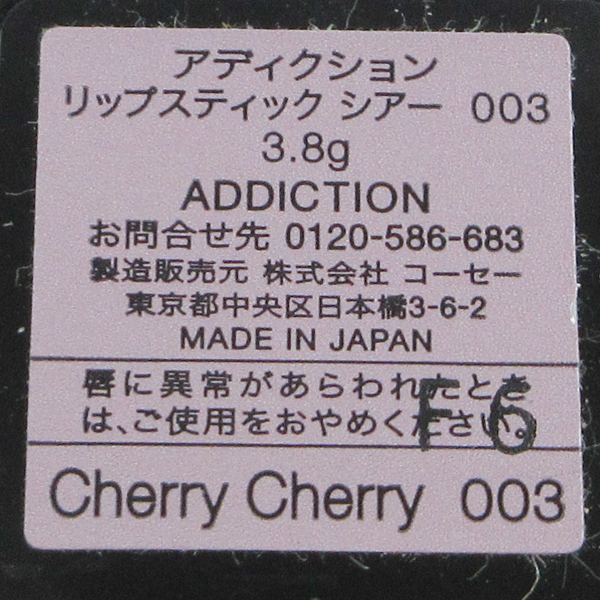 アディクション
リップスティック シアー 003
3.8g
ADDICTION
お問合せ先 0120-586-683
製造販売元 株式会社 コーセー
東京都中央区日本橋3-6-2
MADE IN JAPAN
唇に異常があらわれたとき
は、ご使用をおやめください。
F6
Cherry Cherry 003